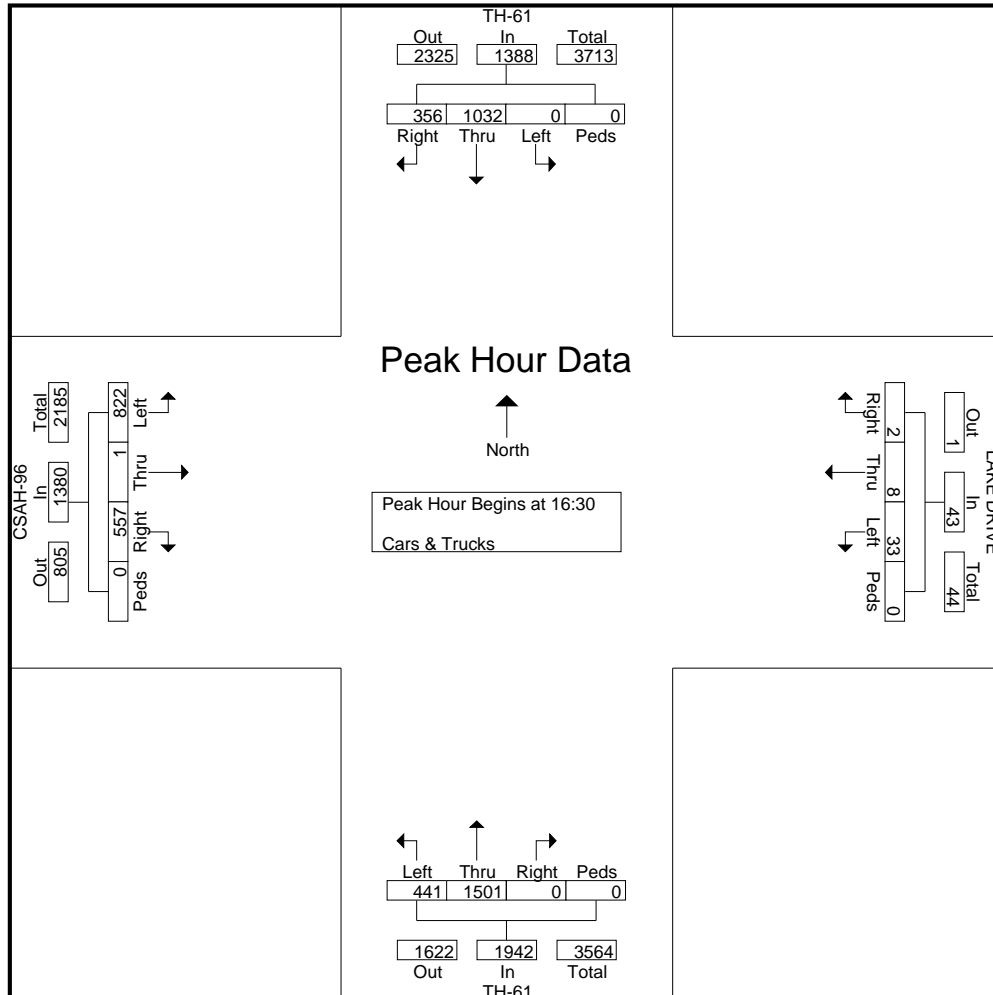 TH-61
Out In Total
2325 1388 3713
356 1032 0 0
Right Thru Left Peds
Peak Hour Data
North
Peak Hour Begins at 16:30
Cars & Trucks
CSAH-96
Total In Out
2185 1380 805
822 1 557 0
Left Thru Right Peds
Right Thru Left Peds
2 8 33 0
Out In Total
1 43 44
LAKE DRIVE
Left Thru Right Peds
441 1501 0 0
1622 1942 3564
Out In Total
TH-61